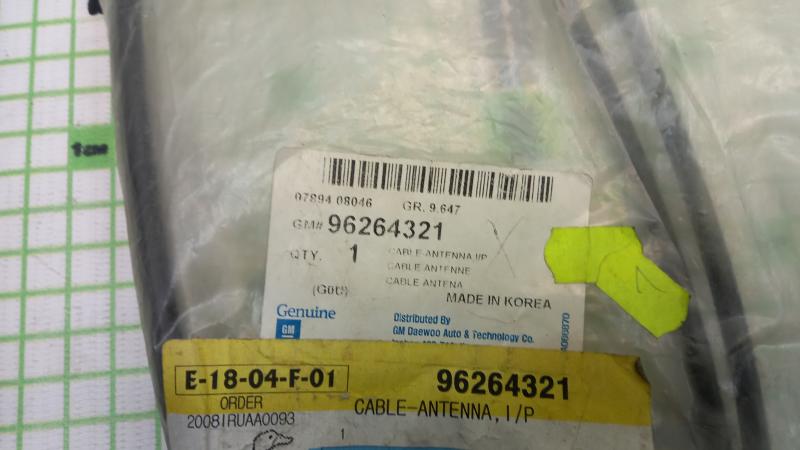 1cm
07894 08046 GR. 9.647
GM# 96264321
QTY. 1 CABLE-ANTENNA I/P
CABLE ANTENNE
CABLE ANTENA
(G0U) MADE IN KOREA
Genuine
GM
Distributed By
GM Daewoo Auto & Technology Co.
E-18-04-F-01 96264321
ORDER CABLE-ANTENNA, I/P
2008IRUAA0093
1